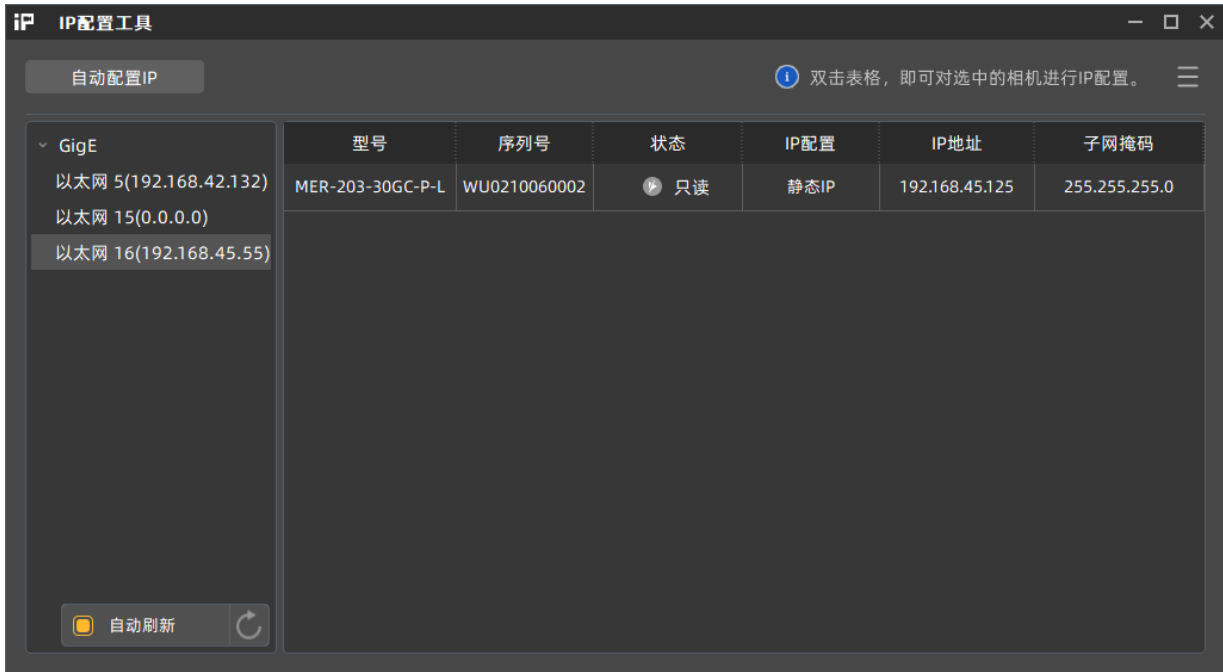 iP IP配置工具
自动配置IP
双击表格，即可对选中的相机进行IP配置。
GigE
以太网 5(192.168.42.132)
以太网 15(0.0.0.0)
以太网 16(192.168.45.55)
型号 序列号 状态 IP配置 IP地址 子网掩码
MER-203-30GC-P-L WU0210060002 只读 静态IP 192.168.45.125 255.255.255.0
自动刷新